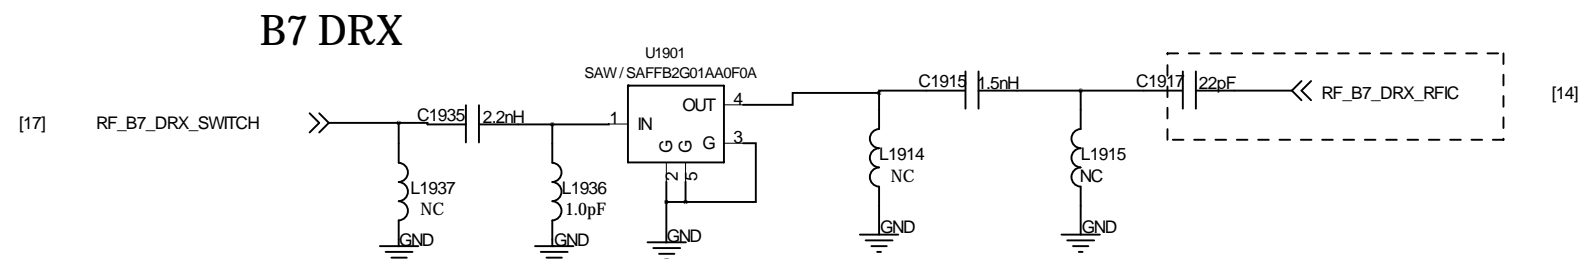 B7 DRX
U1901
SAW / SAFFB2G01AA0F0A
[17]
RF_B7_DRX_SWITCH
C1935
2.2nH
1
IN
OUT
4
G
G
G
3
2
5
L1937
NC
GND
L1936
1.0pF
GND
GND
C1915
1.5nH
L1914
NC
GND
L1915
NC
GND
C1917
22pF
RF_B7_DRX_RFIC
[14]